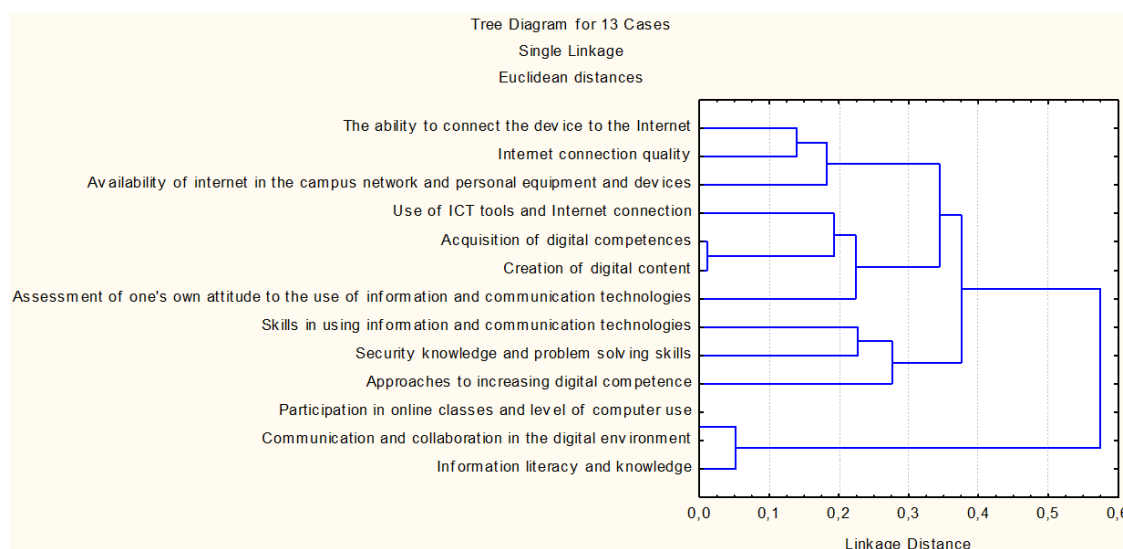 Tree Diagram for 13 Cases
Single Linkage
Euclidean distances
The ability to connect the device to the Internet
Internet connection quality
Availability of internet in the campus network and personal equipment and devices
Use of ICT tools and Internet connection
Acquisition of digital competences
Creation of digital content
Assessment of one's own attitude to the use of information and communication technologies
Skills in using information and communication technologies
Security knowledge and problem solving skills
Approaches to increasing digital competence
Participation in online classes and level of computer use
Communication and collaboration in the digital environment
Information literacy and knowledge
0,0 0,1 0,2 0,3 0,4 0,5 0,6
Linkage Distance